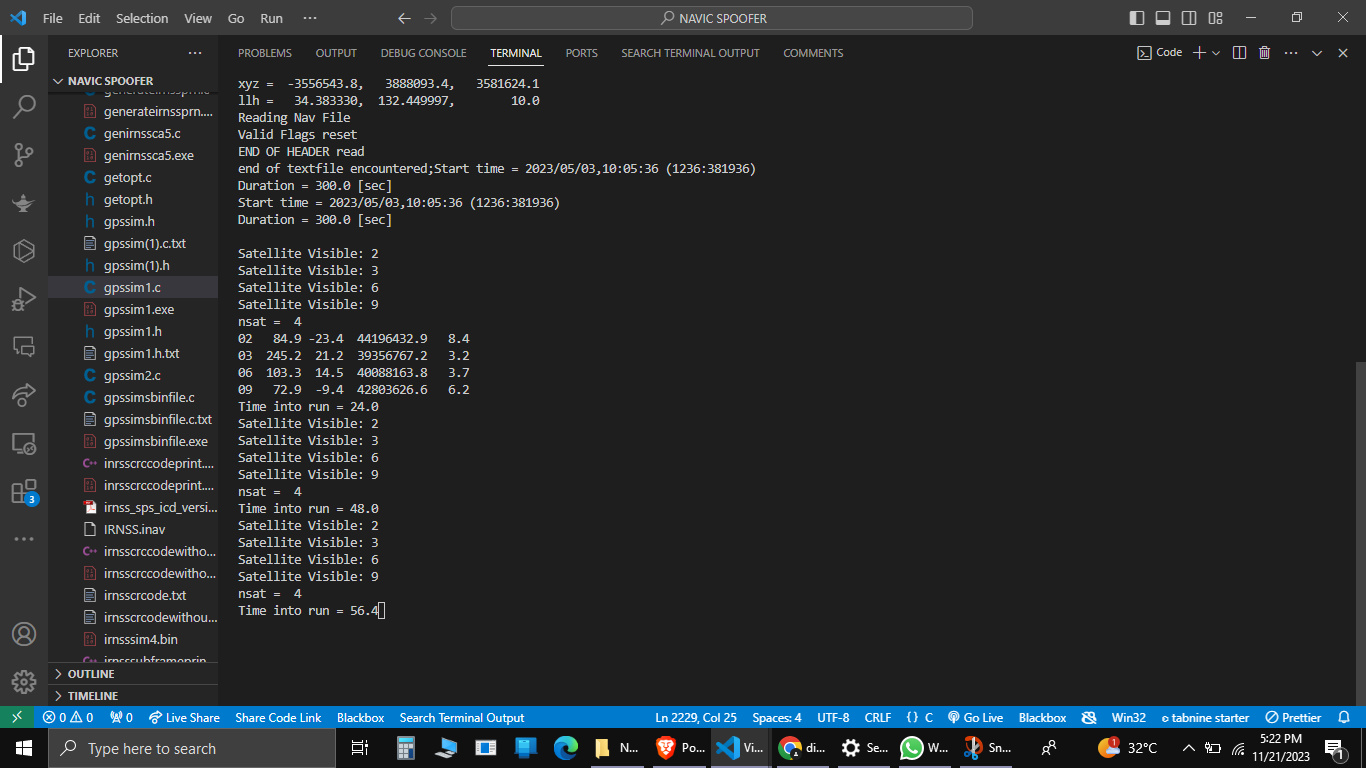 File Edit Selection View Go Run ···
NAVIC SPOOFER
EXPLORER ···
NAVIC SPOOFER
generateirnssprn....
genirnssca5.c
genirnssca5.exe
getopt.c
getopt.h
gpssim.h
gpssim(1).c.txt
gpssim(1).h
gpssim1.c
gpssim1.exe
gpssim1.h
gpssim1.h.txt
gpssim2.c
gpssimsbinfile.c
gpssimsbinfile.c.txt
gpssimsbinfile.exe
inrsscrccodeprint....
inrsscrccodeprint....
irnss_sps_icd_versi...
IRNSS.inav
irnsscrccodewitho...
irnsscrccodewitho...
irnsscrcode.txt
irnsscrcodewithou...
irnsssim4.bin
OUTLINE
TIMELINE
3
PROBLEMS OUTPUT DEBUG CONSOLE TERMINAL PORTS SEARCH TERMINAL OUTPUT COMMENTS
Code
xyz = -3556543.8, 3888093.4, 3581624.1
llh = 34.383330, 132.449997, 10.0
Reading Nav File
Valid Flags reset
END OF HEADER read
end of textfile encountered;Start time = 2023/05/03,10:05:36 (1236:381936)
Duration = 300.0 [sec]
Start time = 2023/05/03,10:05:36 (1236:381936)
Duration = 300.0 [sec]
Satellite Visible: 2
Satellite Visible: 3
Satellite Visible: 6
Satellite Visible: 9
nsat = 4
02 84.9 -23.4 44196432.9 8.4
03 245.2 21.2 39356767.2 3.2
06 103.3 14.5 40088163.8 3.7
09 72.9 -9.4 42803626.6 6.2
Time into run = 24.0
Satellite Visible: 2
Satellite Visible: 3
Satellite Visible: 6
Satellite Visible: 9
nsat = 4
Time into run = 48.0
Satellite Visible: 2
Satellite Visible: 3
Satellite Visible: 6
Satellite Visible: 9
nsat = 4
Time into run = 56.4
0 0 0 Live Share Share Code Link Blackbox Search Terminal Output Ln 2229, Col 25 Spaces: 4 UTF-8 CRLF {} C Go Live Blackbox Win32 tabnine starter Prettier
Type here to search N... Po... Vi... di... Se... W... Sn... 1 32°C 5:22 PM 1
11/21/2023